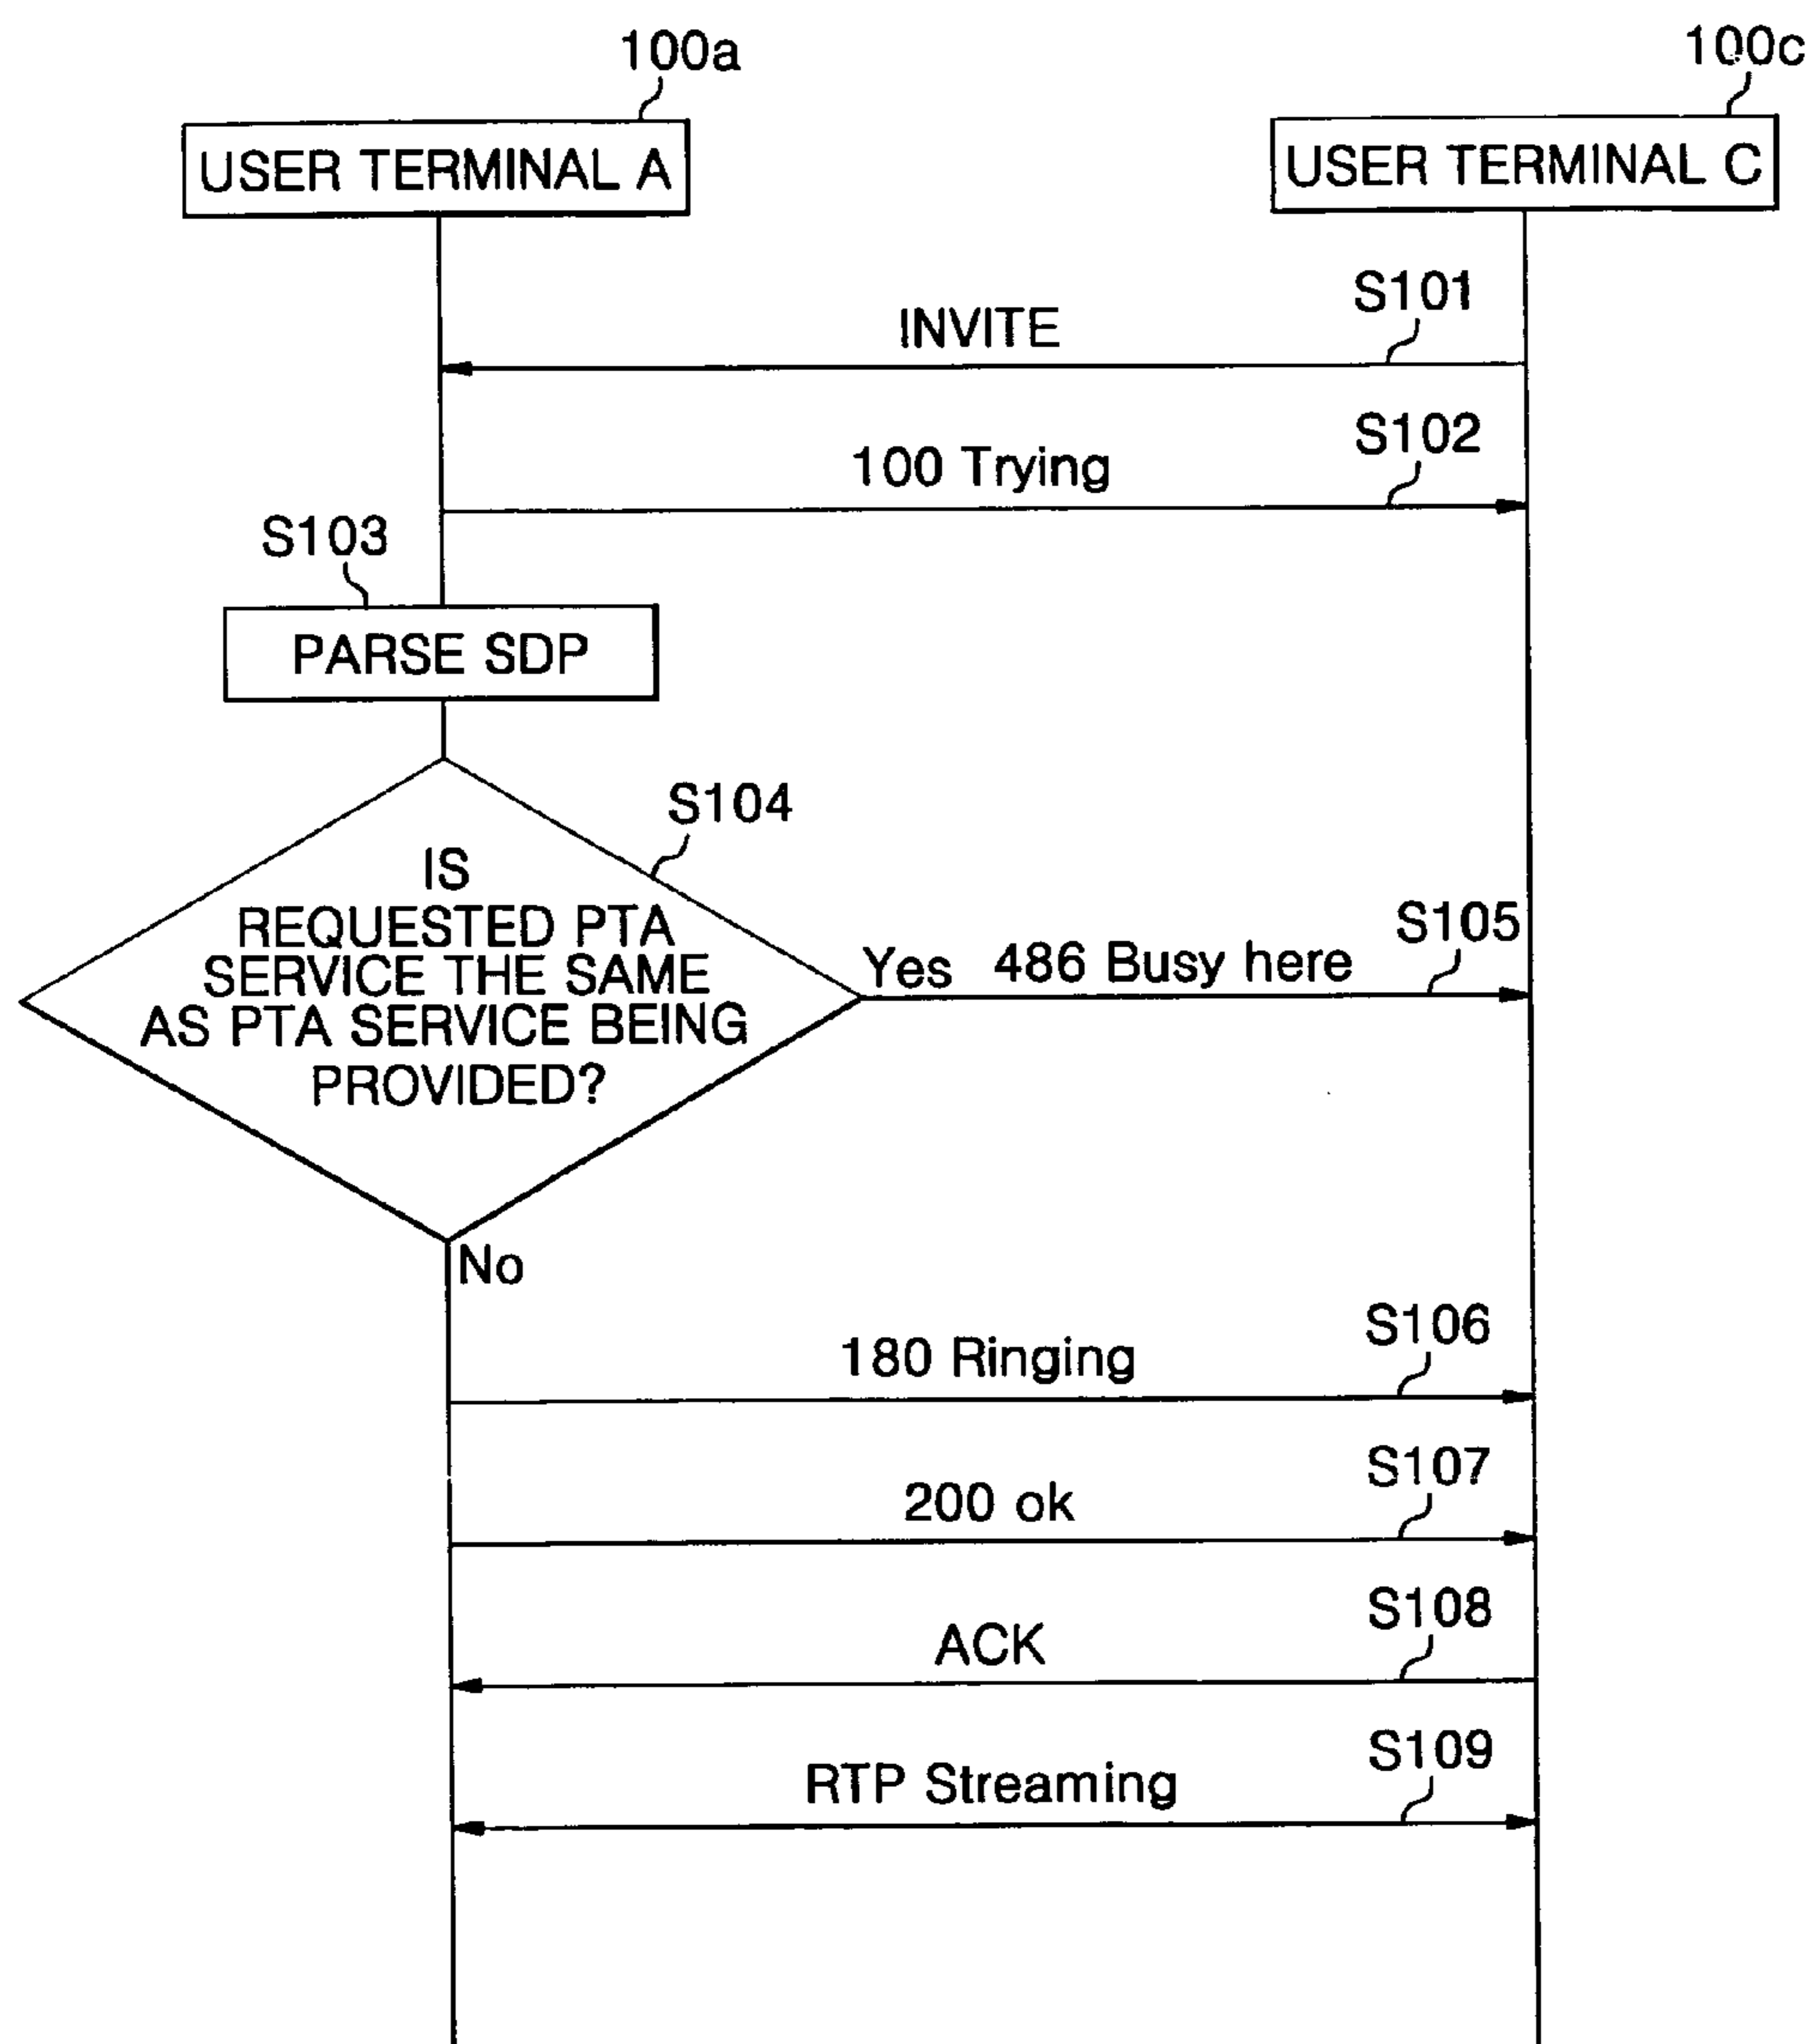 100a
100c
USER TERMINAL A
USER TERMINAL C
S101
INVITE
S102
100 Trying
S103
PARSE SDP
S104
IS
REQUESTED PTA
SERVICE THE SAME
AS PTA SERVICE BEING
PROVIDED?
S105
Yes 486 Busy here
No
S106
180 Ringing
S107
200 ok
S108
ACK
S109
RTP Streaming